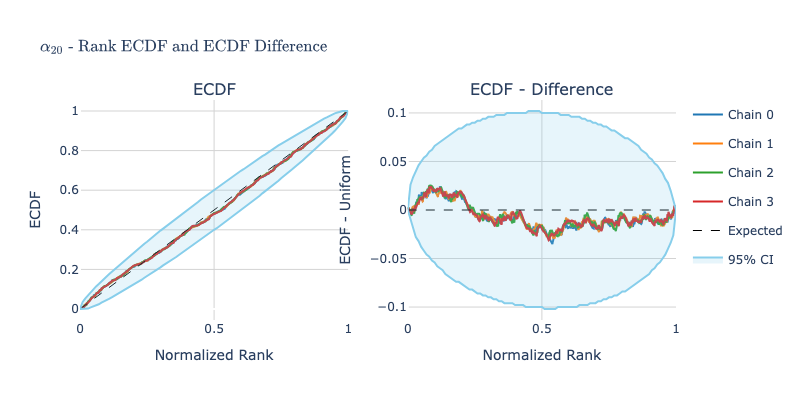 α₂₀ - Rank ECDF and ECDF Difference
ECDF
ECDF - Difference
ECDF
1
0.8
0.6
0.4
0.2
0
0
0.5
1
Normalized Rank
ECDF - Uniform
0.1
0.05
0
−0.05
−0.1
0
0.5
1
Normalized Rank
Chain 0
Chain 1
Chain 2
Chain 3
Expected
95% CI